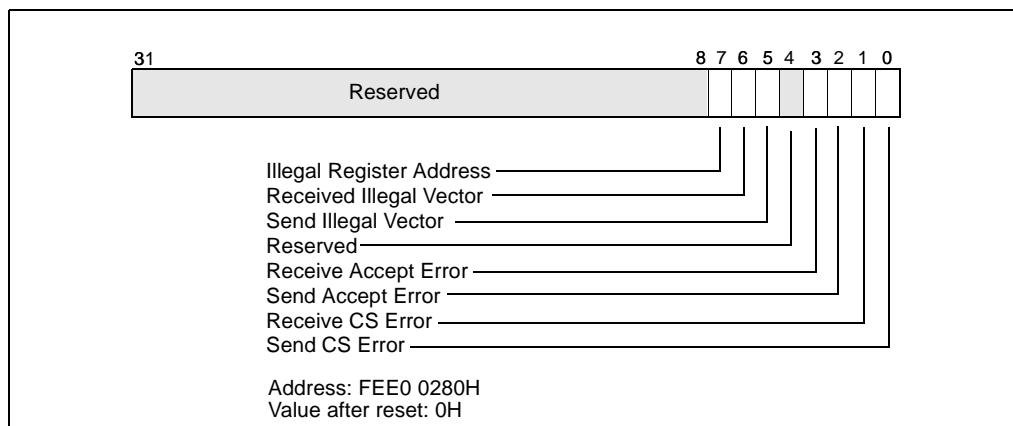 31 8 7 6 5 4 3 2 1 0
Reserved
Illegal Register Address
Received Illegal Vector
Send Illegal Vector
Reserved
Receive Accept Error
Send Accept Error
Receive CS Error
Send CS Error
Address: FEE0 0280H
Value after reset: 0H